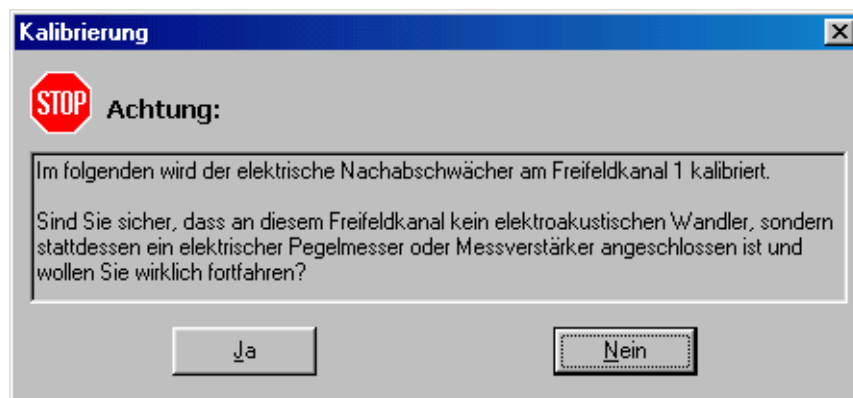 Kalibrierung
STOP
Achtung:
Im folgenden wird der elektrische Nachabschwächer am Freifeldkanal 1 kalibriert.
Sind Sie sicher, dass an diesem Freifeldkanal kein elektroakustischen Wandler, sondern
stattdessen ein elektrischer Pegelmesser oder Messverstärker angeschlossen ist und
wollen Sie wirklich fortfahren?
Ja
Nein